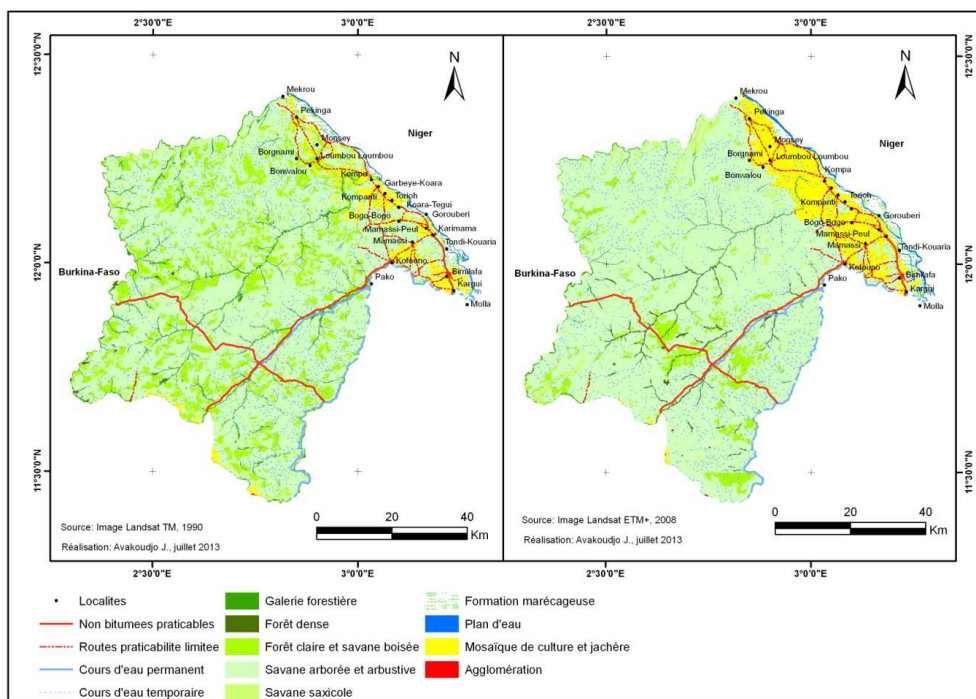 2°30'0"E
3°0'0"E
2°30'0"E
3°0'0"E
12°30'0"N
12°0'0"N
11°30'0"N
N
Mekrou
Pekinga
Niger
Monsey
Borgnami
Loumbou Loumbou
Bonvalou
Kompa
Garbeye-Koara
Kompanti
Torioh
Koara-Tegui
Gorouberi
Bogo-Bogo
Karimama
Mamassi-Peul
Mamassi
Tondi-Kouaria
Burkina-Faso
Kofouno
Birnilafa
Pako
Kargui
Molla
Source: Image Landsat TM, 1990
Réalisation: Avakoudjo J., juillet 2013
0 20 40
Km
N
Mekrou
Pekinga
Niger
Monsey
Borgnami
Loumbou Loumbou
Bonvalou
Kompa
Torioh
Kompanti
Gorouberi
Bogo-Bogo
Mamassi-Peul
Mamassi
Tondi-Kouaria
Burkina-Faso
Kofouno
Birnilafa
Pako
Kargui
Molla
Source: Image Landsat ETM+, 2008
Réalisation: Avakoudjo J., juillet 2013
0 20 40
Km
12°30'0"N
12°0'0"N
11°30'0"N
2°30'0"E
3°0'0"E
2°30'0"E
3°0'0"E
Localites
Non bitumees praticables
Routes praticabilite limitee
Cours d'eau permanent
Cours d'eau temporaire
Galerie forestière
Forêt dense
Forêt claire et savane boisée
Savane arborée et arbustive
Savane saxicole
Formation marécageuse
Plan d'eau
Mosaïque de culture et jachère
Agglomération